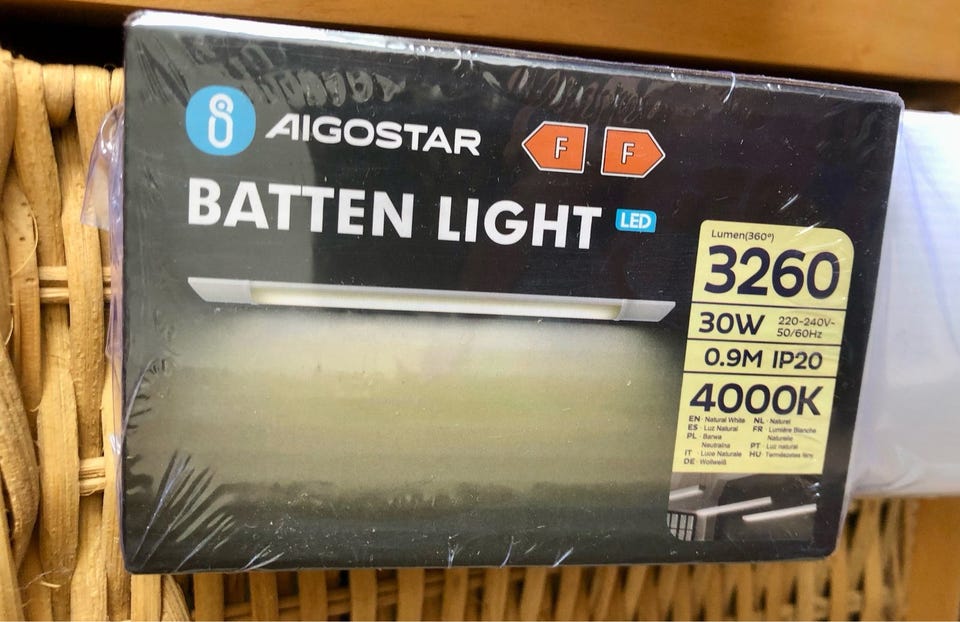 AIGOSTAR
F F
BATTEN LIGHT LED
Lumen(360°)
3260
30W 220-240V~
50/60Hz
0.9M IP20
4000K
EN · Natural White NL · Naturel
ES · Luz Natural FR · Lumière Blanche
PL · Barwa Naturelle
Neutralna PT · Luz natural
IT · Luce Naturale HU · Természetes fény
DE · Wollweiß